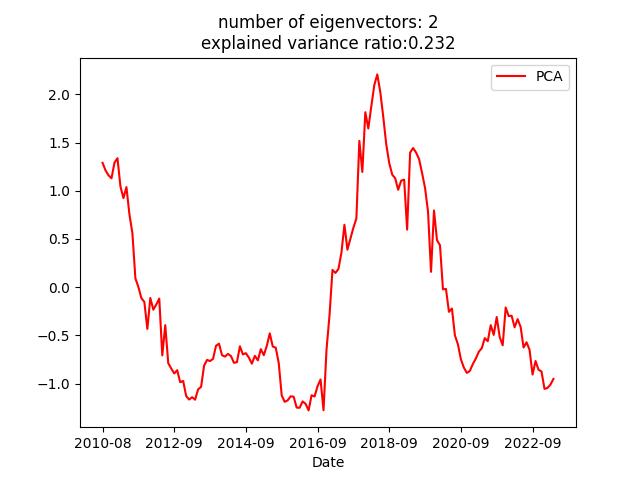 number of eigenvectors: 2
explained variance ratio:0.232
PCA
2.0
1.5
1.0
0.5
0.0
−0.5
−1.0
2010-08 2012-09 2014-09 2016-09 2018-09 2020-09 2022-09
Date